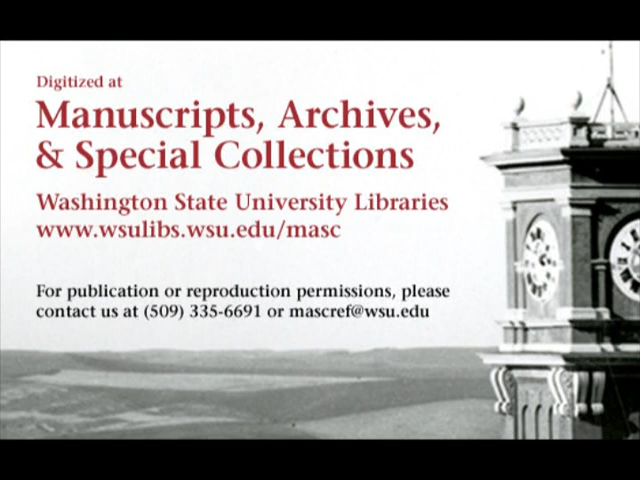 Digitized at
Manuscripts, Archives,
& Special Collections
Washington State University Libraries
www.wsulibs.wsu.edu/masc
For publication or reproduction permissions, please
contact us at (509) 335-6691 or mascref@wsu.edu